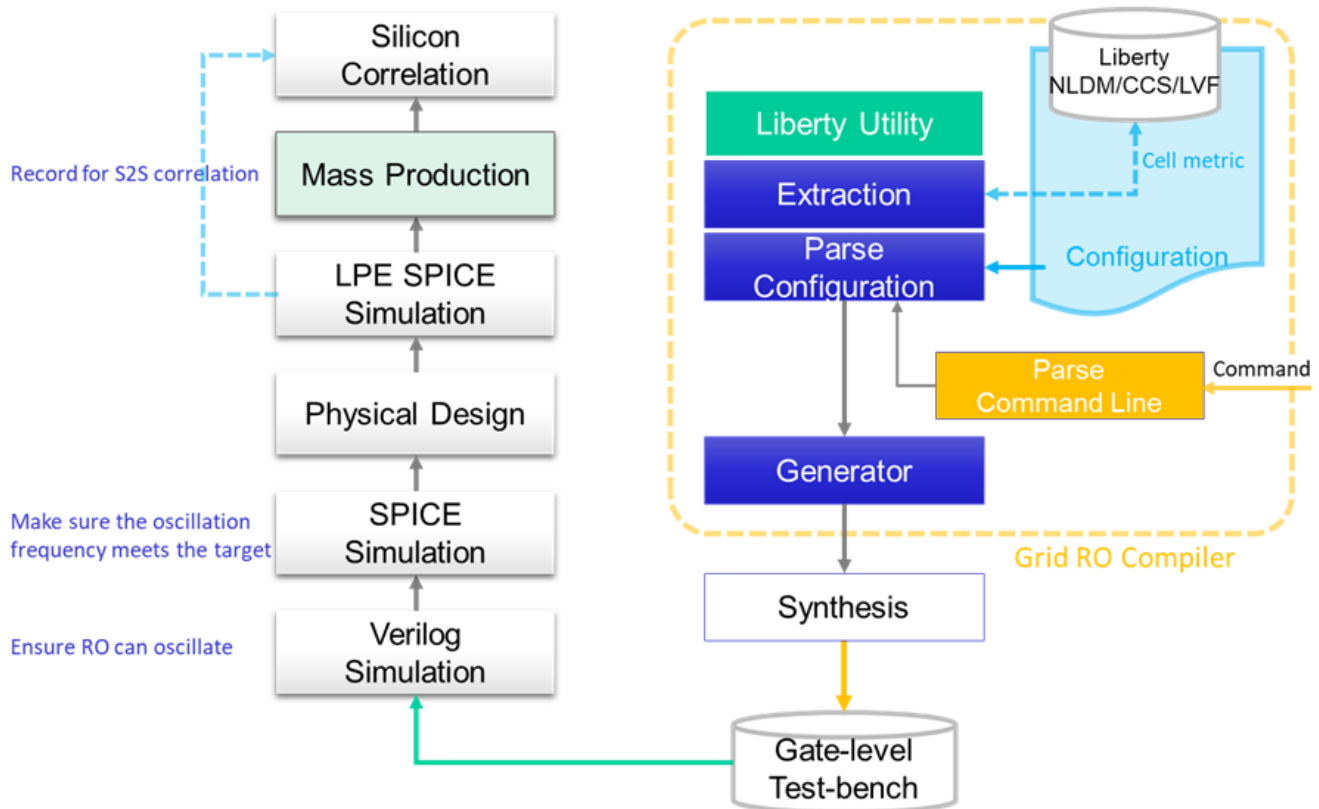 Silicon
Correlation
Record for S2S correlation
Mass Production
LPE SPICE
Simulation
Physical Design
Make sure the oscillation
frequency meets the target
SPICE
Simulation
Ensure RO can oscillate
Verilog
Simulation
Liberty
NLDM/CCS/LVF
Liberty Utility
Cell metric
Extraction
Parse
Configuration
Configuration
Command
Parse
Command Line
Generator
Grid RO Compiler
Synthesis
Gate-level
Test-bench